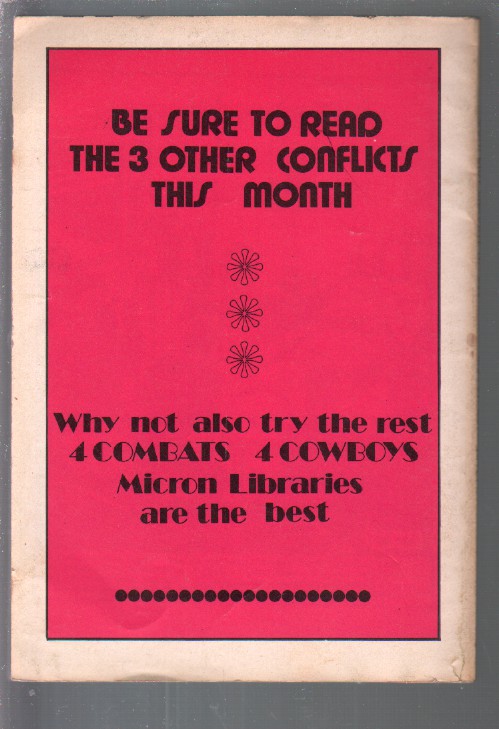 BE SURE TO READ
THE 3 OTHER CONFLICTS
THIS MONTH
Why not also try the rest
4 COMBATS 4 COWBOYS
Micron Libraries
are the best